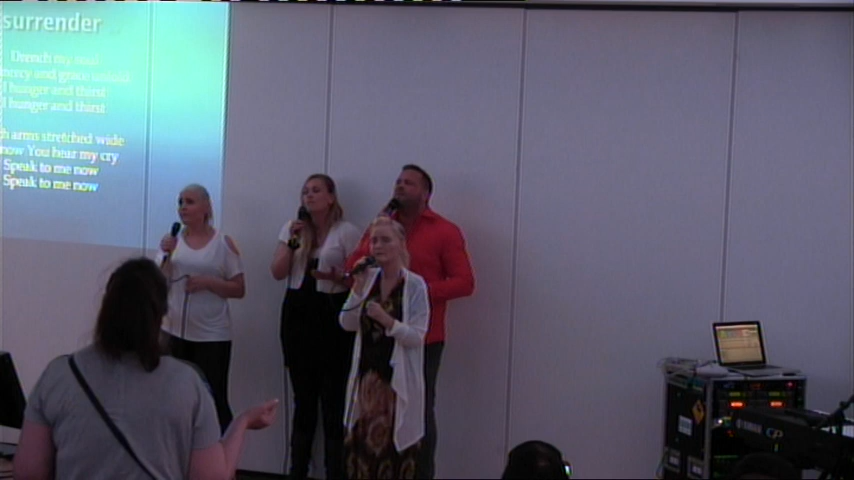 surrender
Drench my soul
mercy and grace unfold
I hunger and thirst
I hunger and thirst
arms stretched wide
now You hear my cry
Speak to me now
Speak to me now
YAMAHA